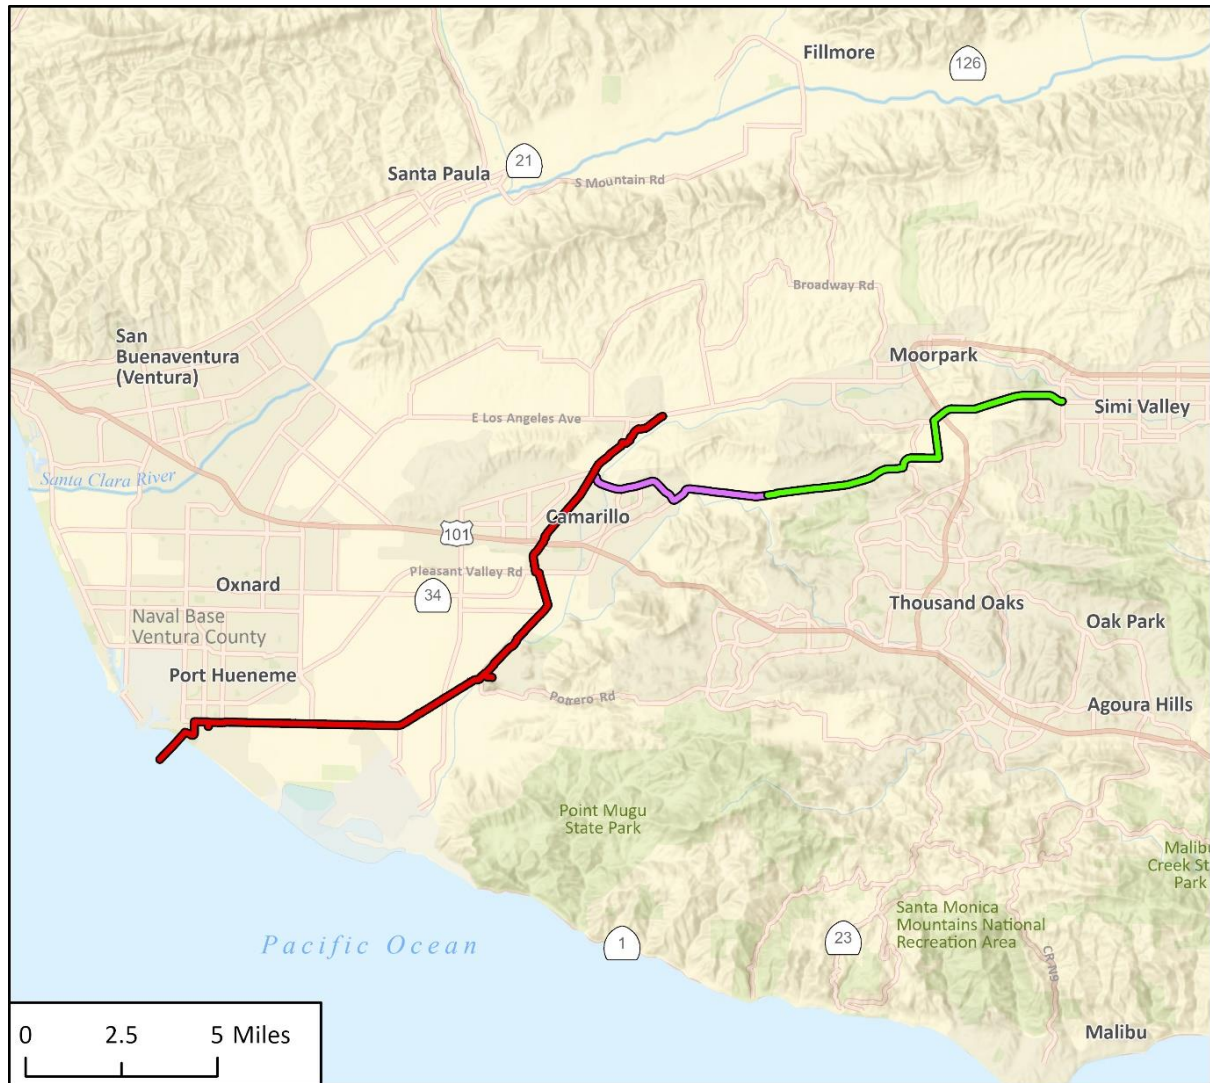 Fillmore
126
21
Santa Paula
S Mountain Rd
Broadway Rd
San
Buenaventura
(Ventura)
Moorpark
E Los Angeles Ave
Simi Valley
Santa Clara River
Camarillo
101
Pleasant Valley Rd
Oxnard
34
Thousand Oaks
Naval Base
Ventura County
Oak Park
Port Hueneme
Potrero Rd
Agoura Hills
Point Mugu
State Park
Malibu
Creek St
Park
Santa Monica
Mountains National
Recreation Area
23
1
Pacific Ocean
CR N9
Malibu
0 2.5 5 Miles